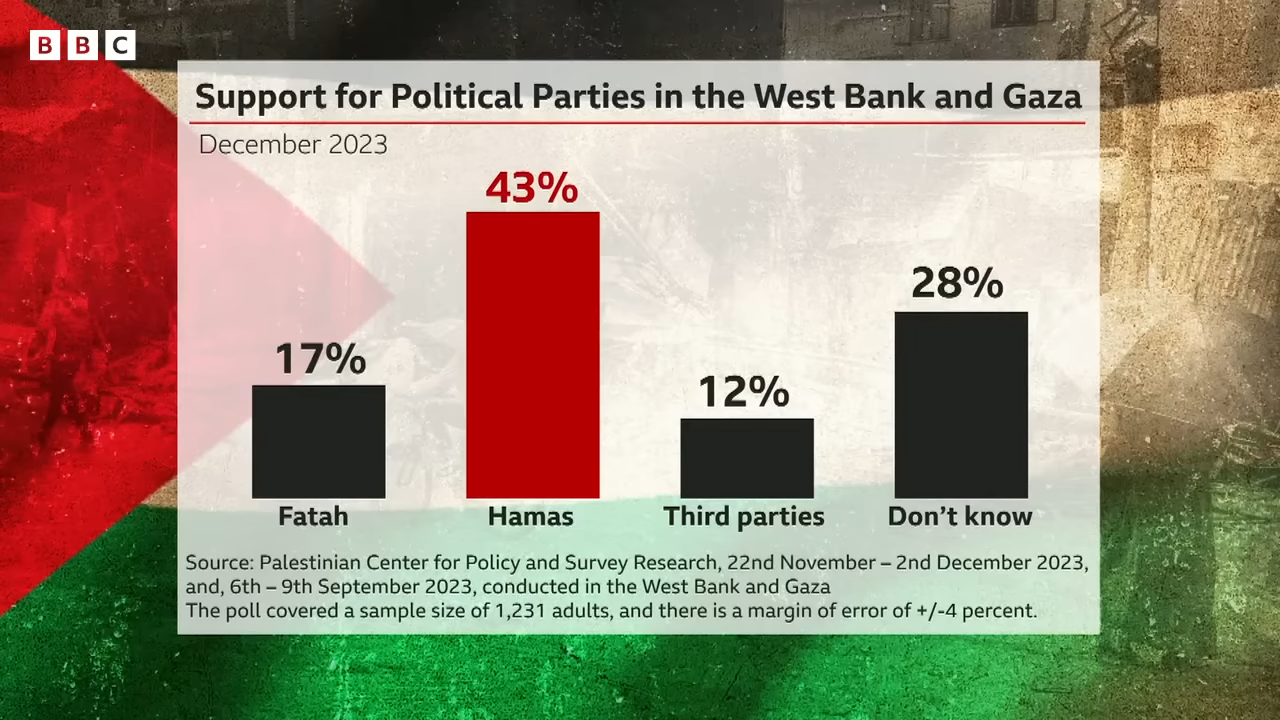 BBC
Support for Political Parties in the West Bank and Gaza
December 2023
43%
28%
17%
12%
Fatah Hamas Third parties Don’t know
Source: Palestinian Center for Policy and Survey Research, 22nd November – 2nd December 2023,
and, 6th – 9th September 2023, conducted in the West Bank and Gaza
The poll covered a sample size of 1,231 adults, and there is a margin of error of +/-4 percent.